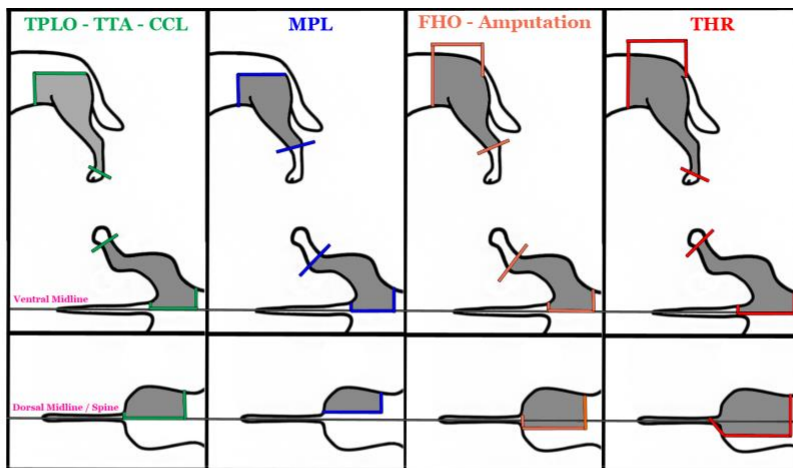 TPLO - TTA - CCL
MPL
FHO - Amputation
THR
Ventral Midline
Dorsal Midline / Spine